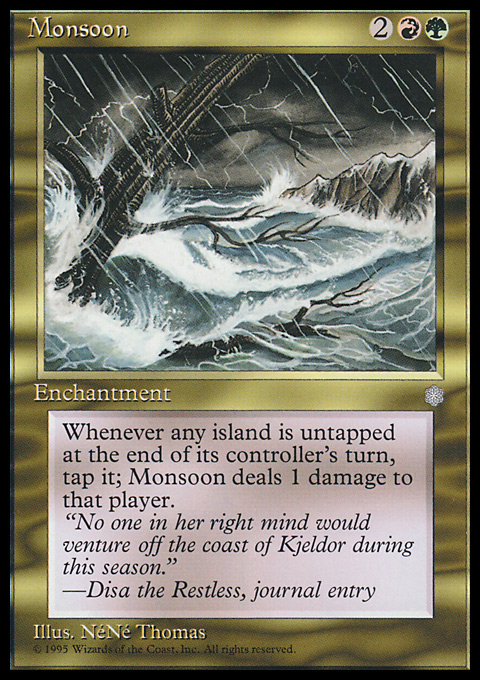 Monsoon 2
Enchantment
Whenever any island is untapped
at the end of its controller's turn,
tap it; Monsoon deals 1 damage to
that player.
“No one in her right mind would
venture off the coast of Kjeldor during
this season.”
—Disa the Restless, journal entry
Illus. NéNé Thomas
© 1995 Wizards of the Coast, Inc. All rights reserved.